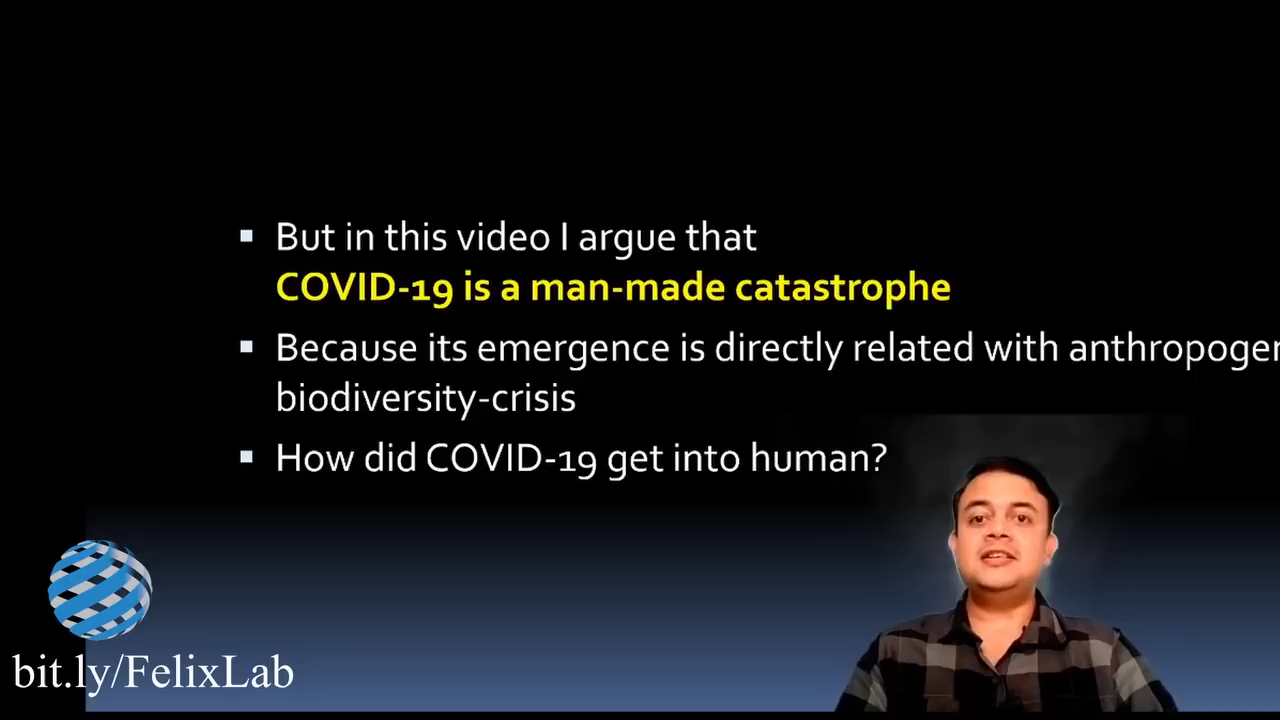 But in this video I argue that
COVID-19 is a man-made catastrophe
Because its emergence is directly related with
biodiversity-crisis
How did COVID-19 get into human?
bit.ly/FelixLab